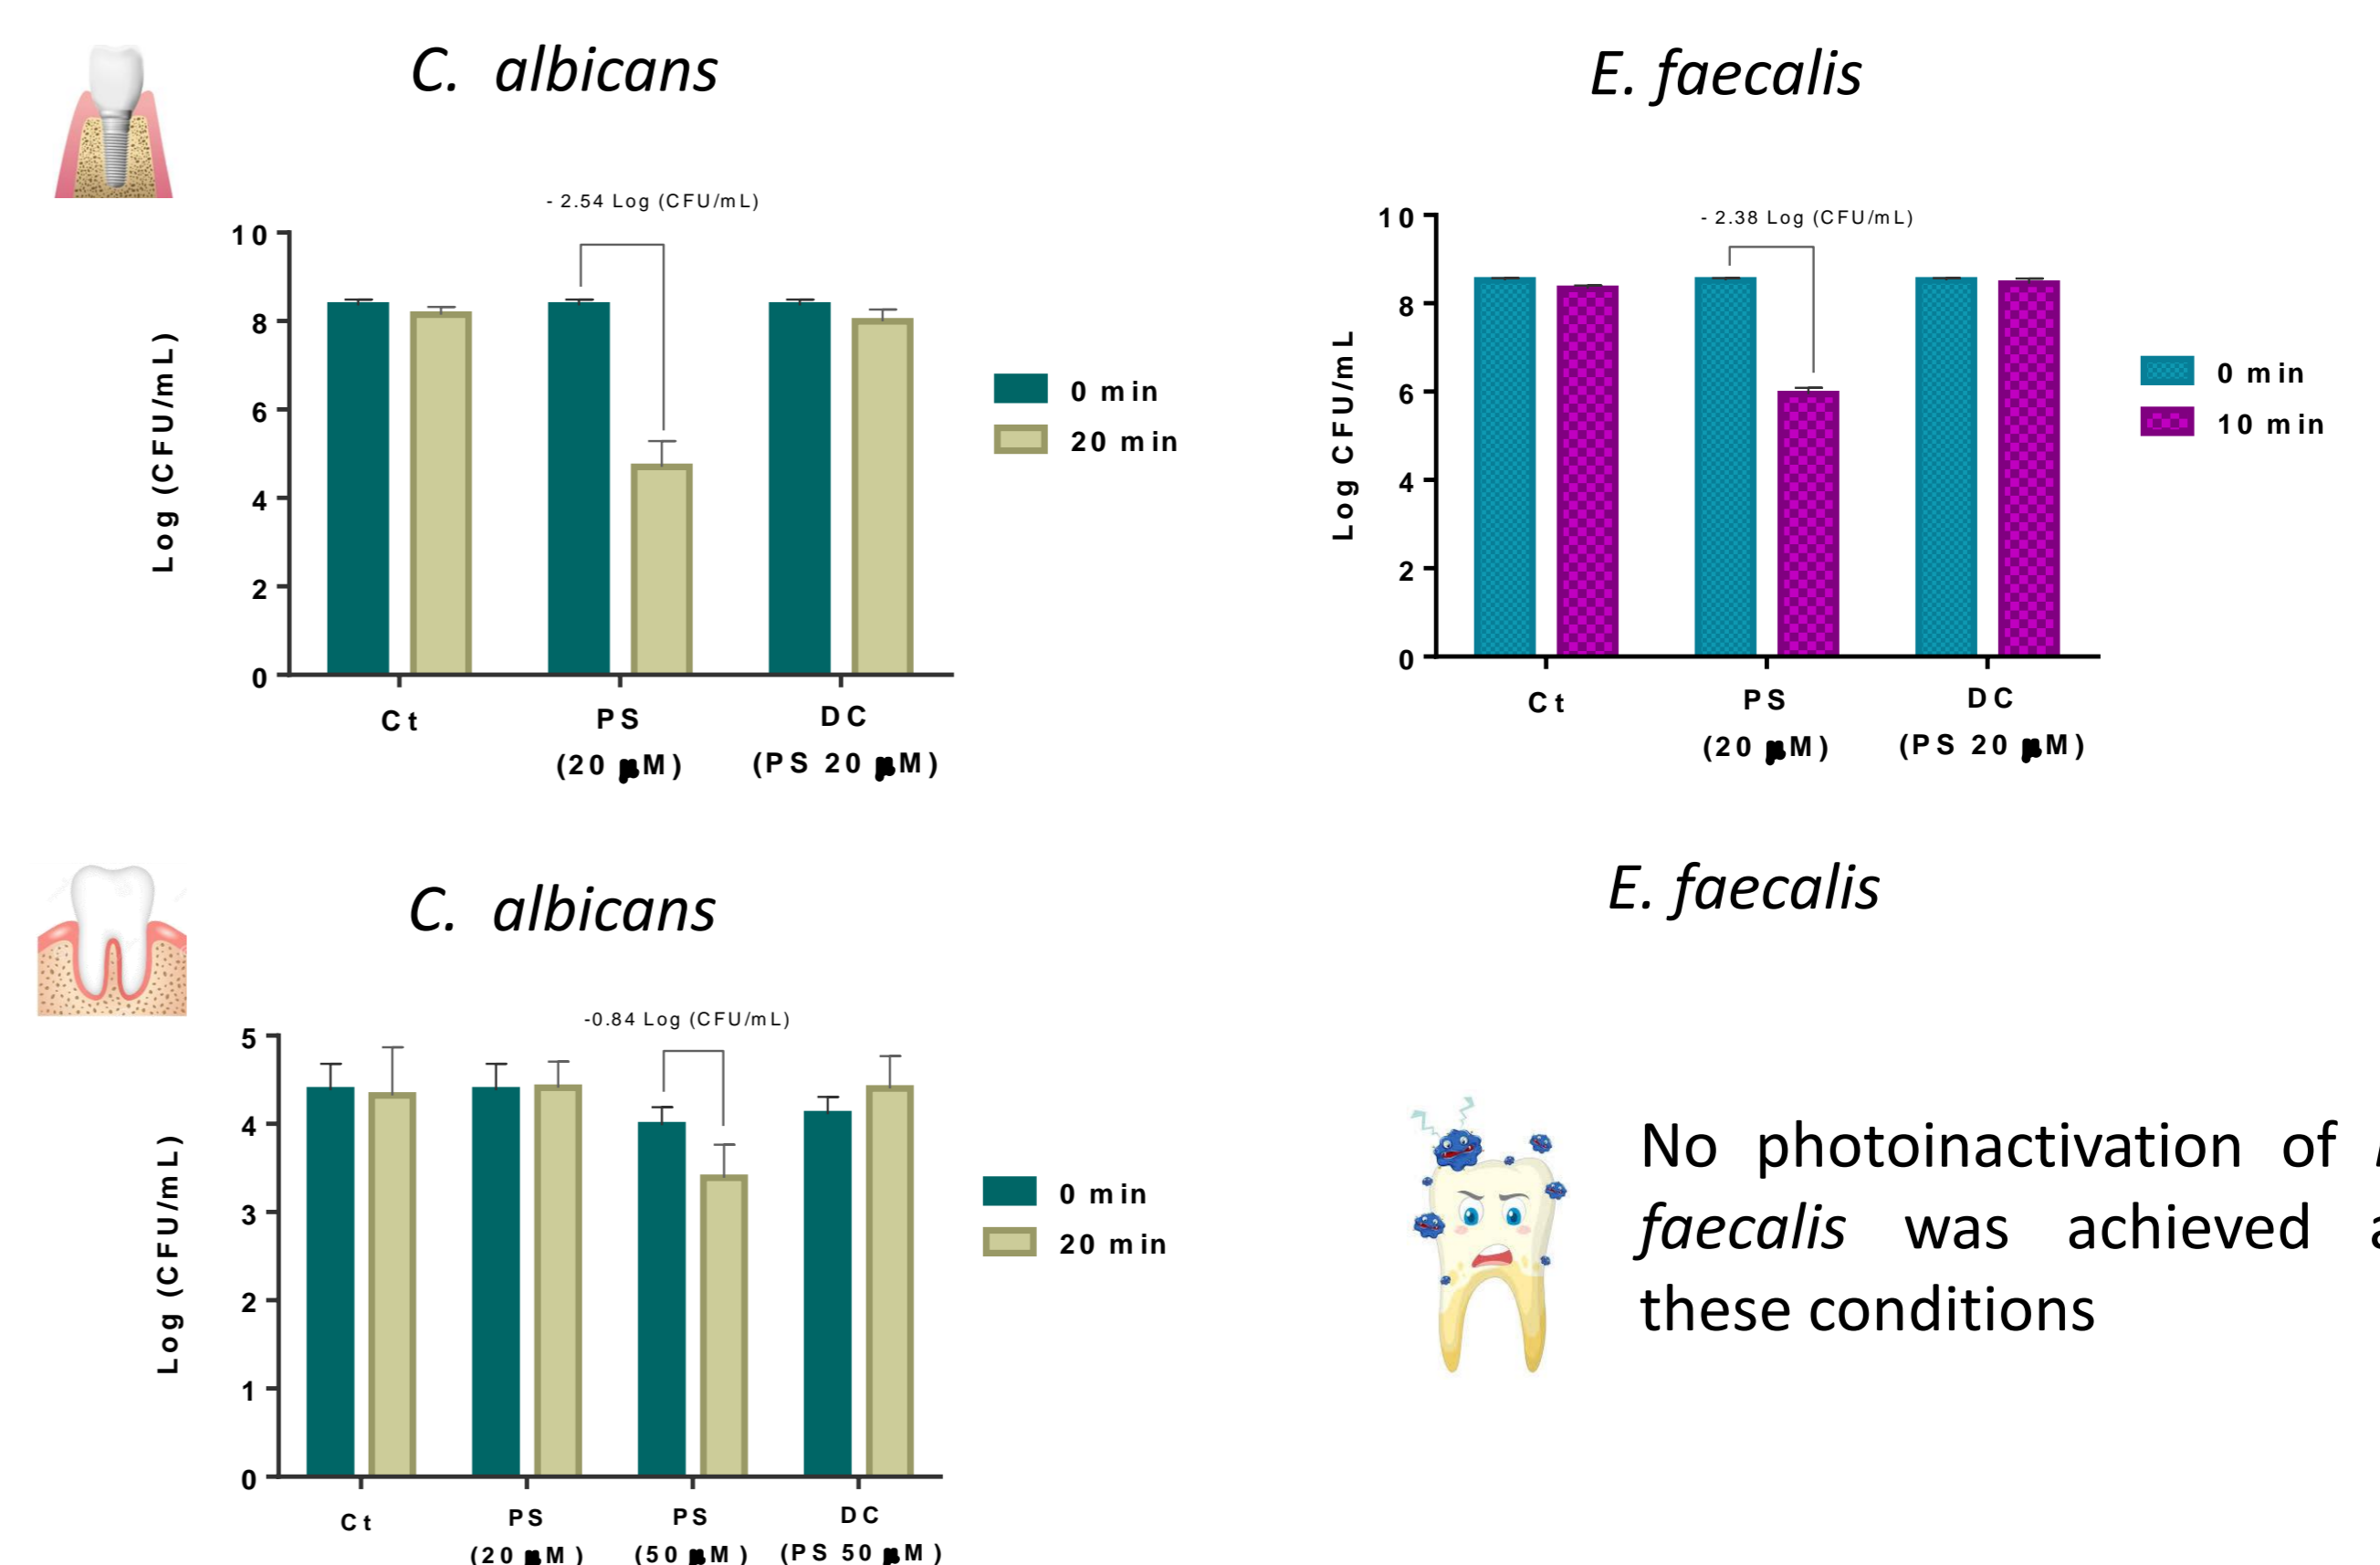 C. albicans
- 2.54 Log (CFU/mL)
Log (CFU/mL)
10
8
6
4
2
0
Ct
PS
(20 µM)
DC
(PS 20 µM)
0 min
20 min
E. faecalis
- 2.38 Log (CFU/mL)
Log CFU/mL
10
8
6
4
2
0
Ct
PS
(20 µM)
DC
(PS 20 µM)
0 min
10 min
C. albicans
-0.84 Log (CFU/mL)
Log (CFU/mL)
5
4
3
2
1
0
Ct
PS
(20 µM)
PS
(50 µM)
DC
(PS 50 µM)
0 min
20 min
E. faecalis
No photoinactivation of
faecalis was achieved
these conditions